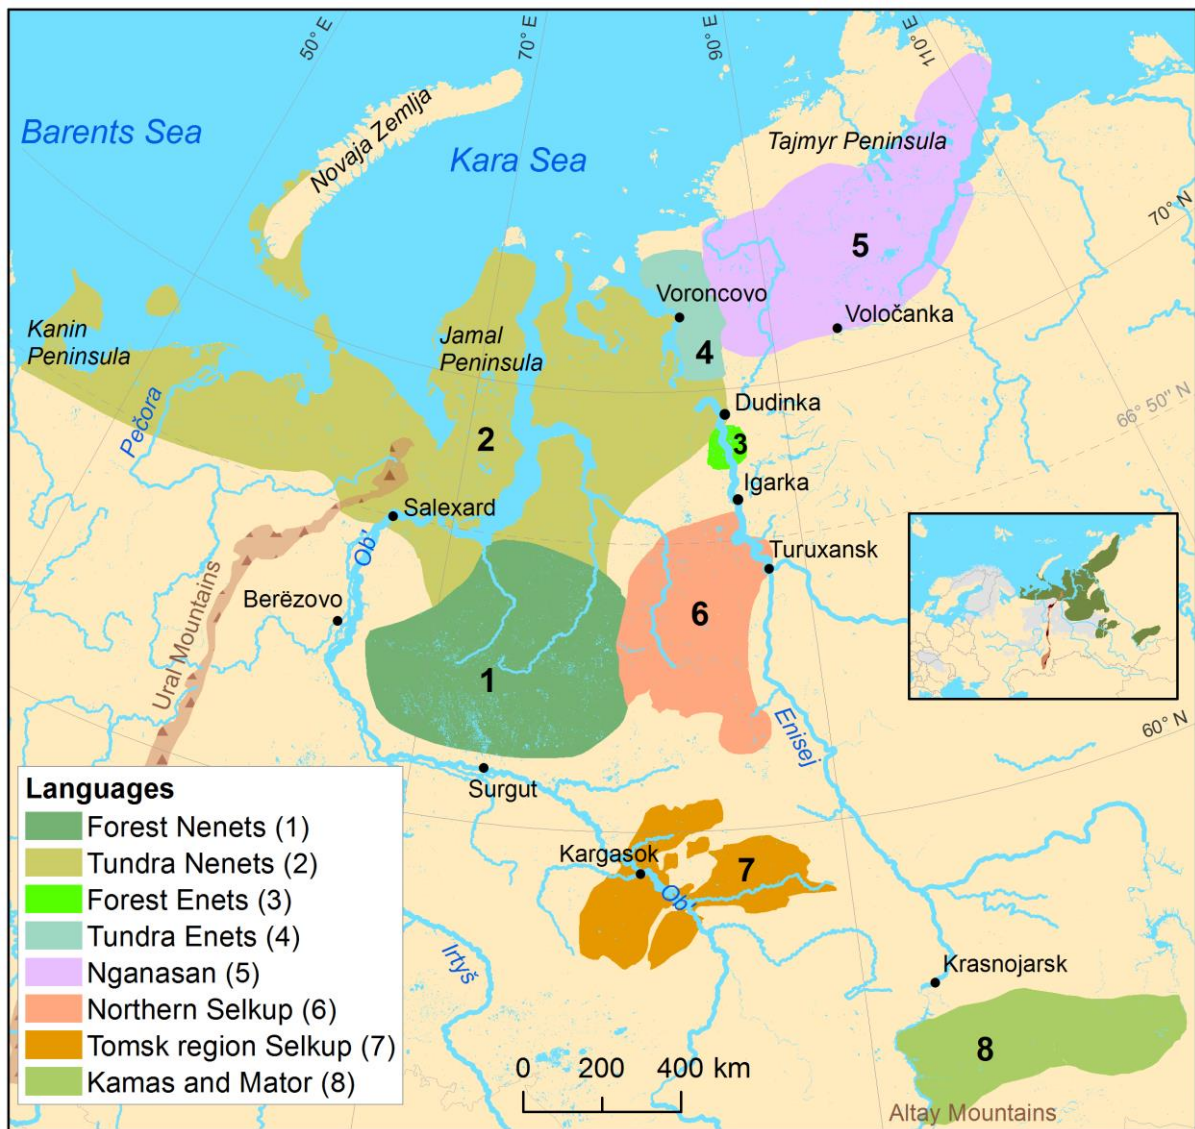 50° E
70° E
90° E
110° E
Barents Sea
Novaja Zemlja
Kara Sea
Tajmyr Peninsula
70° N
5
Voroncovo
Voločanka
Kanin
Peninsula
Jamal
Peninsula
4
Pečora
Dudinka
66° 50" N
2
3
Igarka
Salexard
Ob'
Turuxansk
Berëzovo
6
Ural Mountains
1
Enisej
60° N
Surgut
Languages
Forest Nenets (1)
Tundra Nenets (2)
Forest Enets (3)
Tundra Enets (4)
Nganasan (5)
Northern Selkup (6)
Tomsk region Selkup (7)
Kamas and Mator (8)
Kargasok
7
Ob'
Irtyš
Krasnojarsk
8
0 200 400 km
Altay Mountains